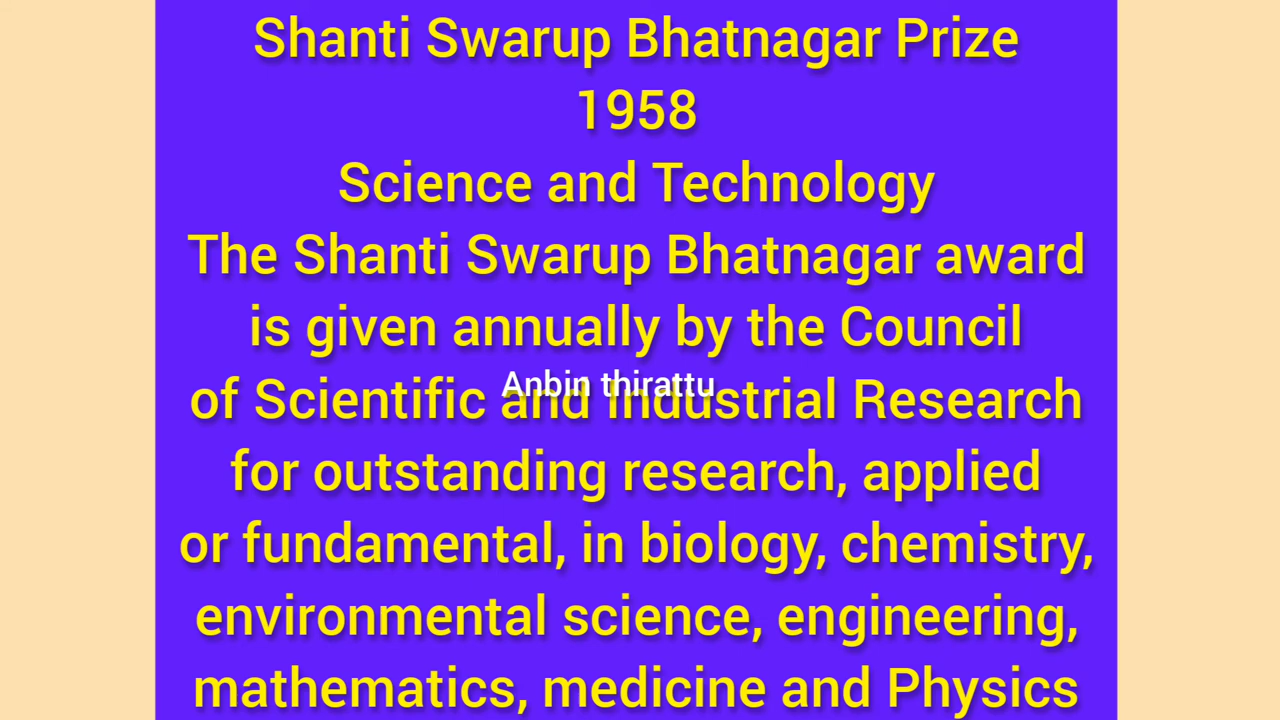 Shanti Swarup Bhatnagar Prize
1958
Science and Technology
The Shanti Swarup Bhatnagar award
is given annually by the Council
of Scientific and Industrial Research
Anbin thirattu
for outstanding research, applied
or fundamental, in biology, chemistry,
environmental science, engineering,
mathematics, medicine and Physics